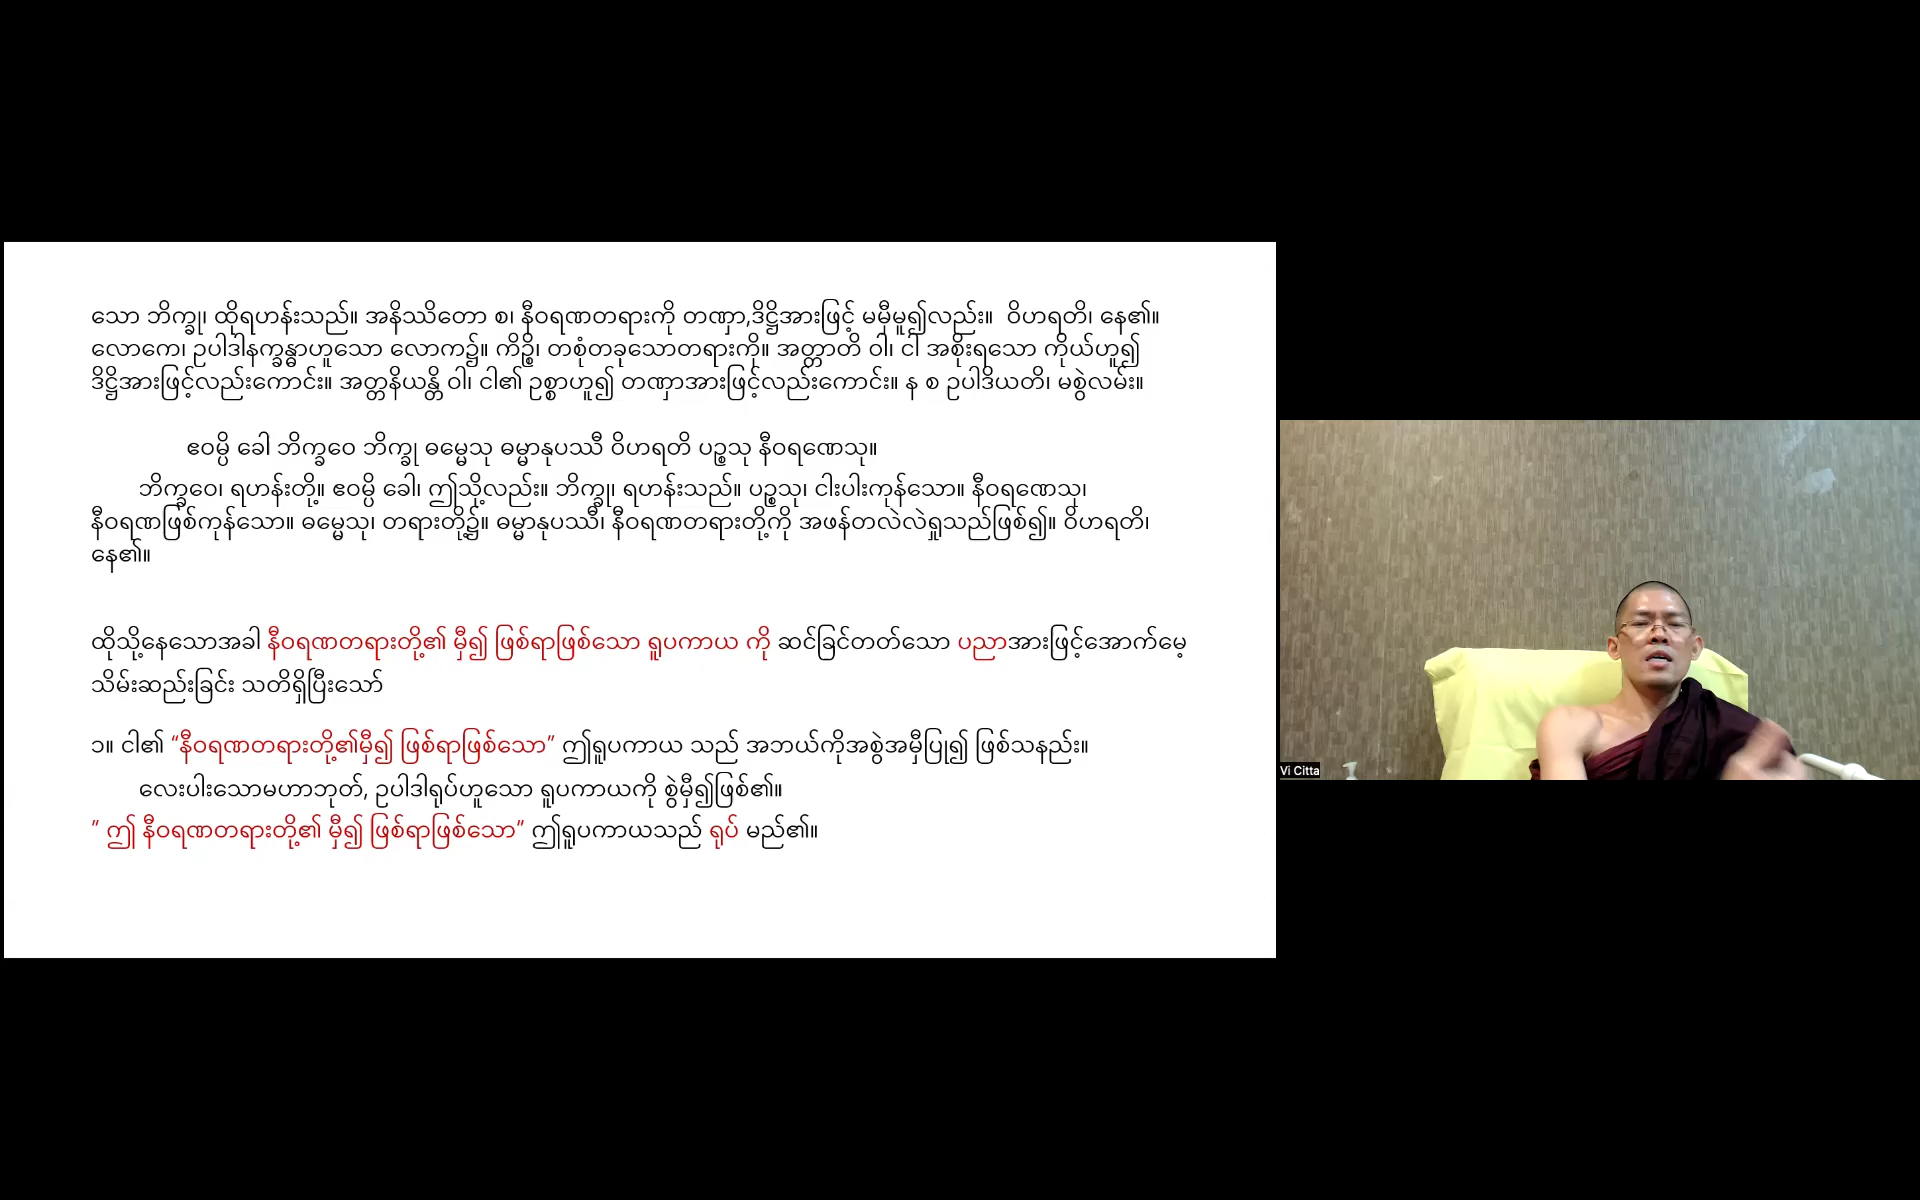 သော ဘိက္ခု၊ ထိုရဟန်းသည်။ အနိဿိတော စ၊ နီဝရဏတရားကို တဏှာ,ဒိဋ္ဌိအားဖြင့် မမှီမူ၍လည်း။ ဝိဟရတိ၊ နေ၏။
လောကေ၊ ဥပါဒါနက္ခန္ဓာဟူသော လောက၌။ ကိဉ္စိ၊ တစုံတခုသောတရားကို။ အတ္တာတိ ဝါ၊ ငါ အစိုးရသော ကိုယ်ဟူ၍
ဒိဋ္ဌိအားဖြင့်လည်းကောင်း။ အတ္တနိယန္တိ ဝါ၊ ငါ၏ ဥစ္စာဟူ၍ တဏှာအားဖြင့်လည်းကောင်း။ န စ ဥပါဒိယတိ၊ မစွဲလမ်း။
ဧဝမ္ပိ ခေါ ဘိက္ခဝေ ဘိက္ခု ဓမ္မေသု ဓမ္မာနုပဿီ ဝိဟရတိ ပဉ္စသု နီဝရဏေသု။
ဘိက္ခဝေ၊ ရဟန်းတို့။ ဧဝမ္ပိ ခေါ၊ ဤသို့လည်း။ ဘိက္ခု၊ ရဟန်းသည်။ ပဉ္စသု၊ ငါးပါးကုန်သော။ နီဝရဏေသု၊
နီဝရဏဖြစ်ကုန်သော။ ဓမ္မေသု၊ တရားတို့၌။ ဓမ္မာနုပဿီ၊ နီဝရဏတရားတို့ကို အဖန်တလဲလဲရှုသည်ဖြစ်၍။ ဝိဟရတိ၊
နေ၏။
ထိုသို့နေသောအခါ နီဝရဏတရားတို့၏ မှီ၍ ဖြစ်ရာဖြစ်သော ရူပကာယ ကို ဆင်ခြင်တတ်သော ပညာအားဖြင့်အောက်မေ့
သိမ်းဆည်းခြင်း သတိရှိပြီးသော်
၁။ ငါ၏ “နီဝရဏတရားတို့၏မှီ၍ ဖြစ်ရာဖြစ်သော” ဤရူပကာယ သည် အဘယ်ကိုအစွဲအမှီပြု၍ ဖြစ်သနည်း။
လေးပါးသောမဟာဘုတ်, ဥပါဒါရုပ်ဟူသော ရူပကာယကို စွဲမှီ၍ဖြစ်၏။
” ဤ နီဝရဏတရားတို့၏ မှီ၍ ဖြစ်ရာဖြစ်သော” ဤရူပကာယသည် ရုပ် မည်၏။
Vi Citta